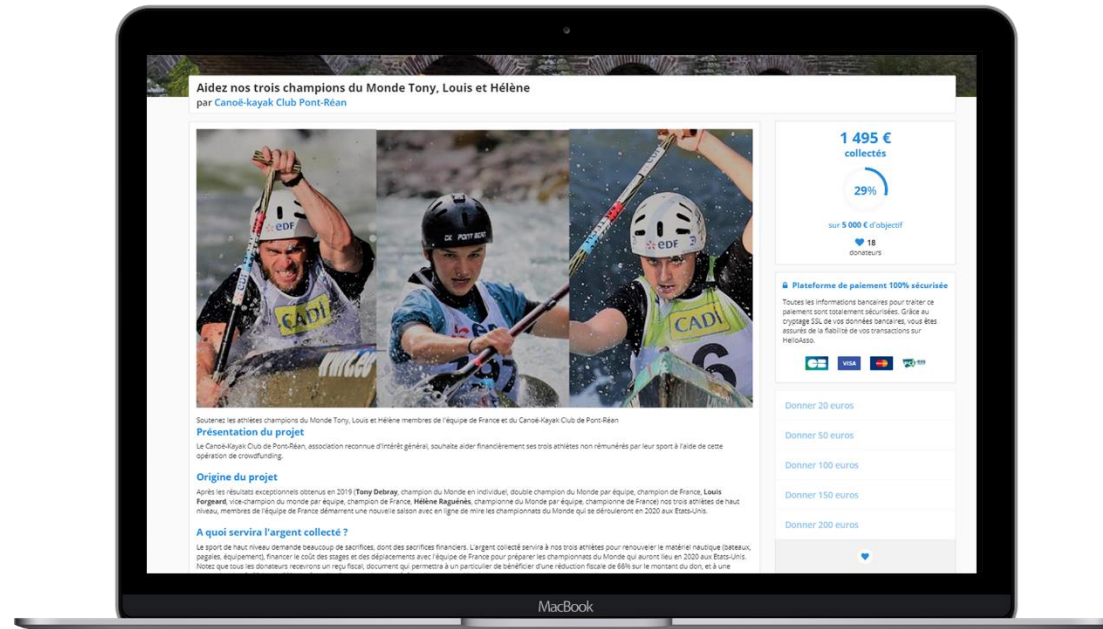 Aidez nos trois champions du Monde Tony, Louis et Hélène
par Canoë-kayak Club Pont-Réan
EDF
CADI
CK PONT REAN
EDF
CADI
6
Soutenez les athlètes champions du Monde Tony, Louis et Hélène membres de l'équipe de France et du Canoë-Kayak Club de Pont-Réan
Présentation du projet
Le Canoë-Kayak Club de Pont-Réan, association reconnue d'intérêt général, souhaite aider financièrement ses trois athlètes non rémunérés par leur sport à l'aide de cette
opération de crowdfunding.
Origine du projet
Après les résultats exceptionnels obtenus en 2019 (Tony Debray, champion du Monde en individuel, double champion du Monde par équipe, champion de France, Louis
Forgeard, vice-champion du monde par équipe, champion de France, Hélène Raguénès, championne du Monde par équipe, championne de France) nos trois athlètes de haut
niveau, membres de l'équipe de France démarrent une nouvelle saison avec en ligne de mire les championnats du Monde qui se dérouleront en 2020 aux Etats-Unis.
A quoi servira l'argent collecté ?
Le sport de haut niveau demande beaucoup de sacrifices, dont des sacrifices financiers. L'argent collecté servira à nos trois athlètes pour renouveler le matériel nautique (bateaux,
pagaies, équipement), financer le coût des stages et des déplacements avec l'équipe de France pour préparer les championnats du Monde qui auront lieu en 2020 aux Etats-Unis.
Notez que tous les donateurs recevrons un reçu fiscal, document qui permettra à un particulier de bénéficier d'une réduction fiscale de 66% sur le montant du don, et à une
1 495 €
collectés
29%
sur 5 000 € d'objectif
18
donateurs
Plateforme de paiement 100% sécurisée
Toutes les informations bancaires pour traiter ce
paiement sont totalement sécurisées. Grâce au
cryptage SSL de vos données bancaires, vous êtes
assurés de la fiabilité de vos transactions sur
HelloAsso.
CB VISA
Donner 20 euros
Donner 50 euros
Donner 100 euros
Donner 150 euros
Donner 200 euros
MacBook